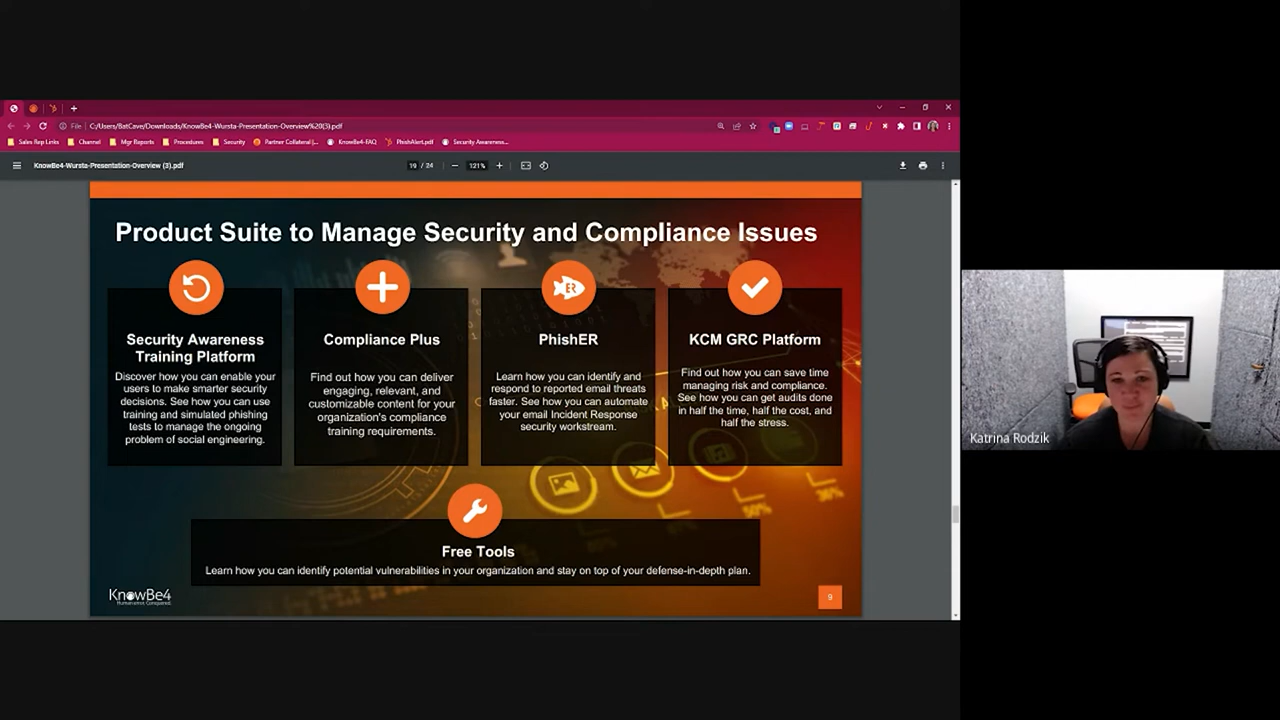 C:/Users/BatCave/Downloads/KnowBe4-Wursta-Presentation-Overview%20(3).pdf
File
Sales Rep Links
Channel
Mgr Reports
Procedures
Security
Partner Collateral |...
KnowBe4-FAQ
PhishAlert.pdf
Security Awareness...
KnowBe4-Wursta-Presentation-Overview (3).pdf
19 / 24
121%
Product Suite to Manage Security and Compliance Issues
Security Awareness
Training Platform
Discover how you can enable your
users to make smarter security
decisions. See how you can use
training and simulated phishing
tests to manage the ongoing
problem of social engineering.
Compliance Plus
Find out how you can deliver
engaging, relevant, and
customizable content for your
organization's compliance
training requirements.
ER
PhishER
Learn how you can identify and
respond to reported email threats
faster. See how you can automate
your email Incident Response
security workstream.
KCM GRC Platform
Find out how you can save time
managing risk and compliance.
See how you can get audits done
in half the time, half the cost, and
half the stress.
Free Tools
Learn how you can identify potential vulnerabilities in your organization and stay on top of your defense-in-depth plan.
KnowBe4
Human error. Conquered.
9
Katrina Rodzik